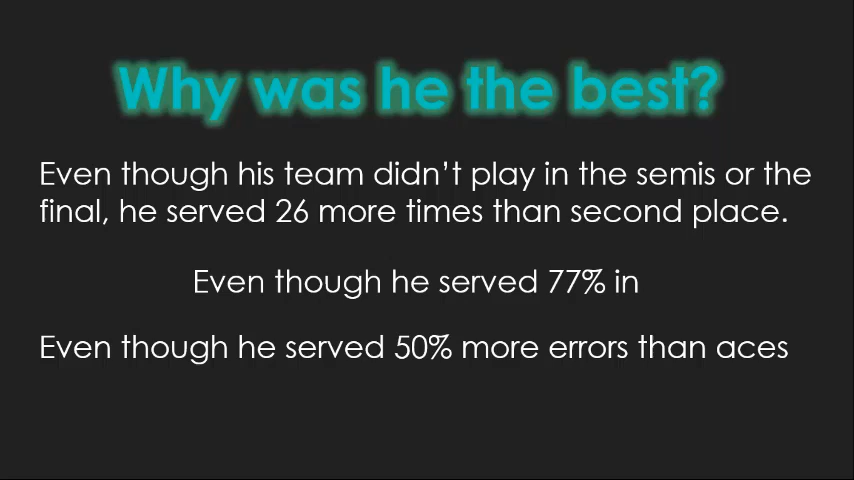 Why was he the best?
Even though his team didn’t play in the semis or the
final, he served 26 more times than second place.
Even though he served 77% in
Even though he served 50% more errors than aces